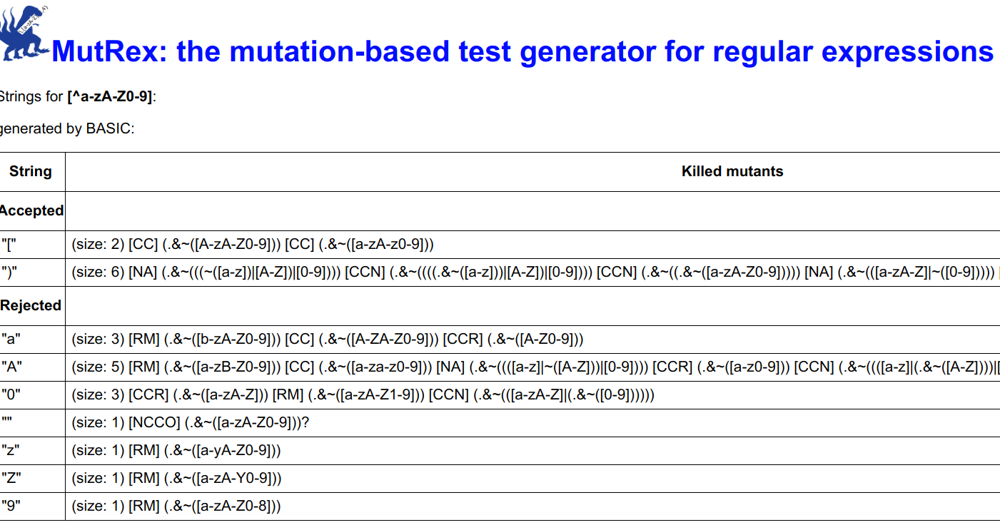 MutRex: the mutation-based test generator for regular expressions
Strings for [^a-zA-Z0-9]:
generated by BASIC:
String Killed mutants
Accepted
"[" (size: 2) [CC] (.&~([A-zA-Z0-9])) [CC] (.&~([a-zA-z0-9]))
")" (size: 6) [NA] (.&~(((~([a-z])|[A-Z])|[0-9]))) [CCN] (.&~((((.&~([a-z]))|[A-Z])|[0-9]))) [CCN] (.&~((.&~([a-zA-Z0-9])))) [NA] (.&~(([a-zA-Z]|~([0-9]))))
Rejected
"a" (size: 3) [RM] (.&~([b-zA-Z0-9])) [CC] (.&~([A-ZA-Z0-9])) [CCR] (.&~([A-Z0-9]))
"A" (size: 5) [RM] (.&~([a-zB-Z0-9])) [CC] (.&~([a-za-z0-9])) [NA] (.&~((([a-z]|~([A-Z]))|[0-9]))) [CCR] (.&~([a-z0-9])) [CCN] (.&~((([a-z]|(.&~([A-Z])))|[
"0" (size: 3) [CCR] (.&~([a-zA-Z])) [RM] (.&~([a-zA-Z1-9])) [CCN] (.&~(([a-zA-Z]|(.&~([0-9])))))
"" (size: 1) [NCCO] (.&~([a-zA-Z0-9]))?
"z" (size: 1) [RM] (.&~([a-yA-Z0-9]))
"Z" (size: 1) [RM] (.&~([a-zA-Y0-9]))
"9" (size: 1) [RM] (.&~([a-zA-Z0-8]))